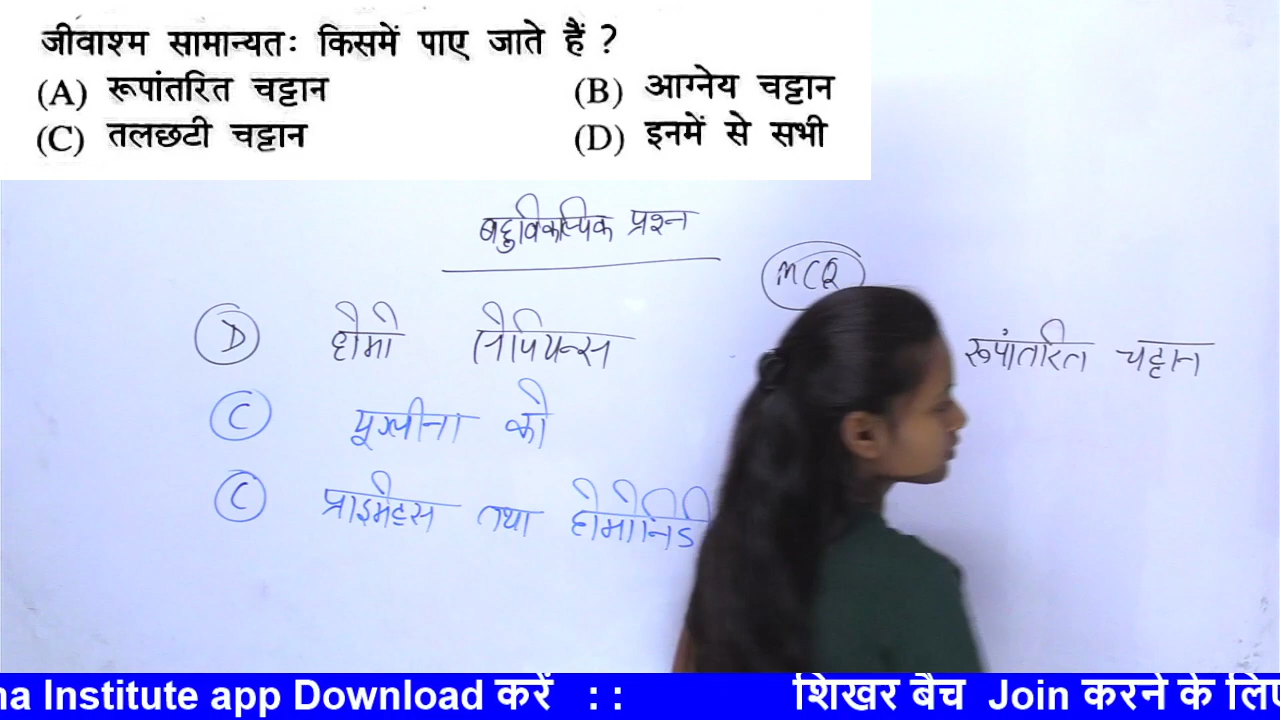 जीवाश्म सामान्यतः किसमें पाए जाते हैं ?
(A) रूपांतरित चट्टान (B) आग्नेय चट्टान
(C) तलछटी चट्टान (D) इनमें से सभी
बहुविकल्पिक प्रश्न
MCQ
D होमो सेपियन्स
रूपांतरित चट्टान
C यूग्लीना को
C प्राइमेट्स तथा होमोनिडि
na Institute app Download करें : : शिखर बैच Join करने के लिए